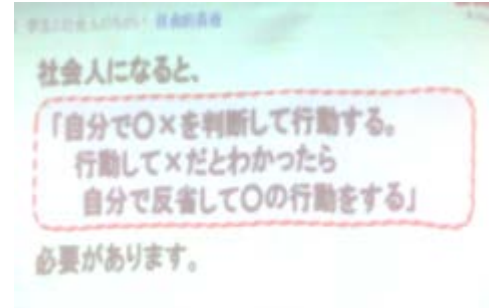 社会人になると、
「自分で○×を判断して行動する。
行動して×だとわかったら
自分で反省して○の行動をする」
必要があります。